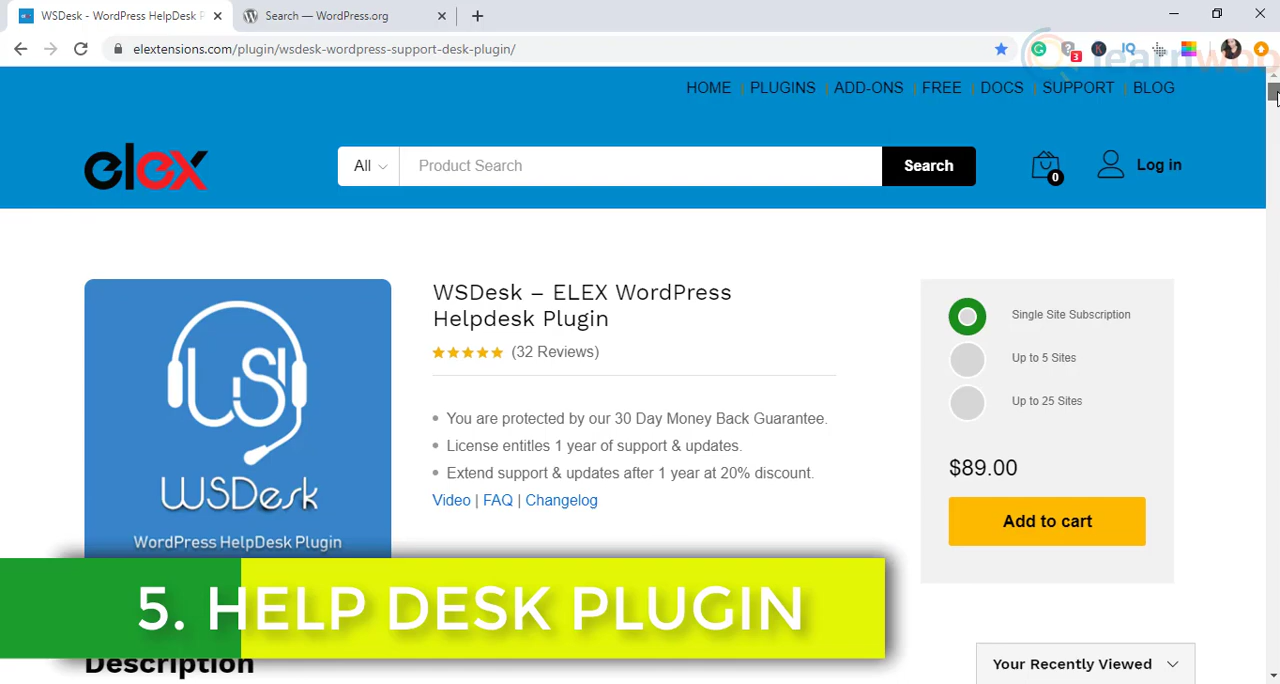 WSDesk - WordPress HelpDesk P
Search — WordPress.org
elextensions.com/plugin/wsdesk-wordpress-support-desk-plugin/
3
learnwoo
HOME | PLUGINS | ADD-ONS | FREE | DOCS | SUPPORT | BLOG
elex
All
Product Search
Search
0
Log in
WSDesk – ELEX WordPress
Helpdesk Plugin
(32 Reviews)
• You are protected by our 30 Day Money Back Guarantee.
• License entitles 1 year of support & updates.
• Extend support & updates after 1 year at 20% discount.
Video | FAQ | Changelog
Single Site Subscription
Up to 5 Sites
Up to 25 Sites
$89.00
Add to cart
WSDesk
WordPress HelpDesk Plugin
5. HELP DESK PLUGIN
Description
Your Recently Viewed